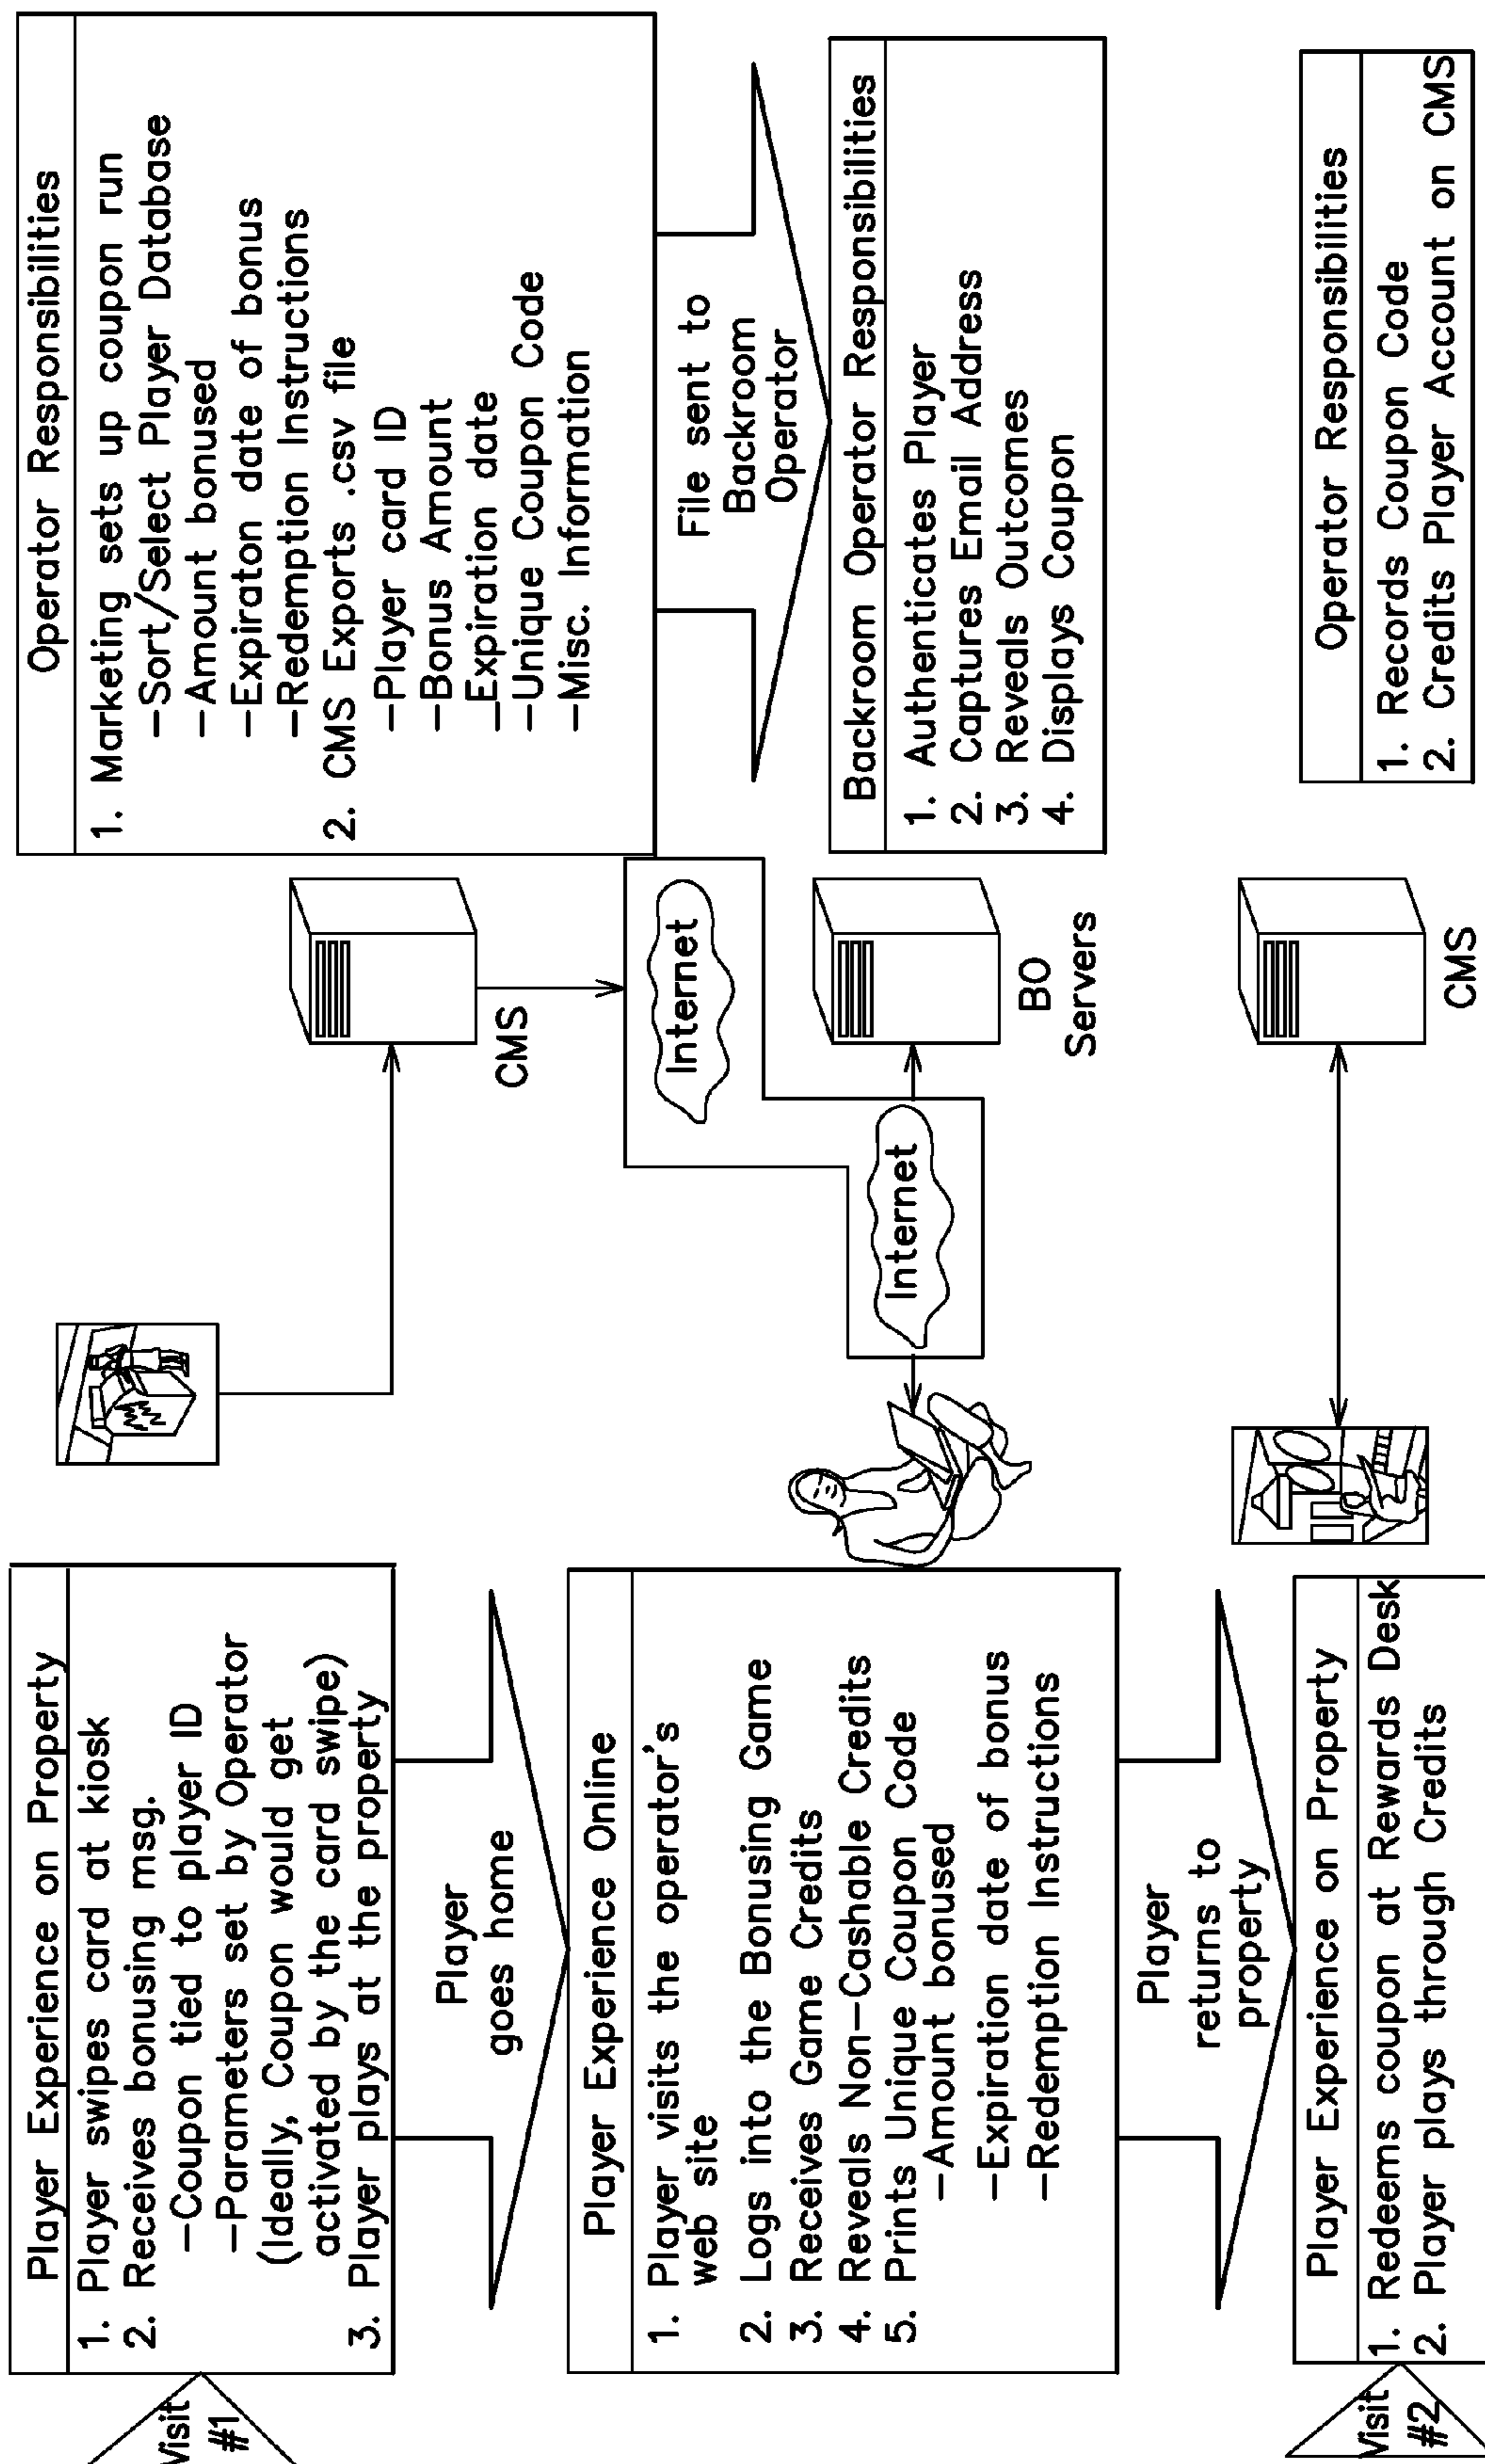 Visit
#1
Player Experience on Property
1. Player swipes card at kiosk
2. Receives bonusing msg.
-Coupon tied to player ID
-Parameters set by Operator
(Ideally, Coupon would get
activated by the card swipe)
3. Player plays at the property
Player
goes home
Player Experience Online
1. Player visits the operator's
web site
2. Logs into the Bonusing Game
3. Receives Game Credits
4. Reveals Non-Cashable Credits
5. Prints Unique Coupon Code
-Amount bonused
-Expiration date of bonus
-Redemption Instructions
Player
returns to
property
Visit
#2
Player Experience on Property
1. Redeems coupon at Rewards Desk
2. Player plays through Credits
CMS
Internet
Internet
BO
Servers
CMS
Operator Responsibilities
1. Marketing sets up coupon run
-Sort/Select Player Database
-Amount bonused
-Expiraton date of bonus
-Redemption Instructions
2. CMS Exports .csv file
-Player card ID
-Bonus Amount
-Expiration date
-Unique Coupon Code
-Misc. Information
File sent to
Backroom
Operator
Backroom Operator Responsibilities
1. Authenticates Player
2. Captures Email Address
3. Reveals Outcomes
4. Displays Coupon
Operator Responsibilities
1. Records Coupon Code
2. Credits Player Account on CMS